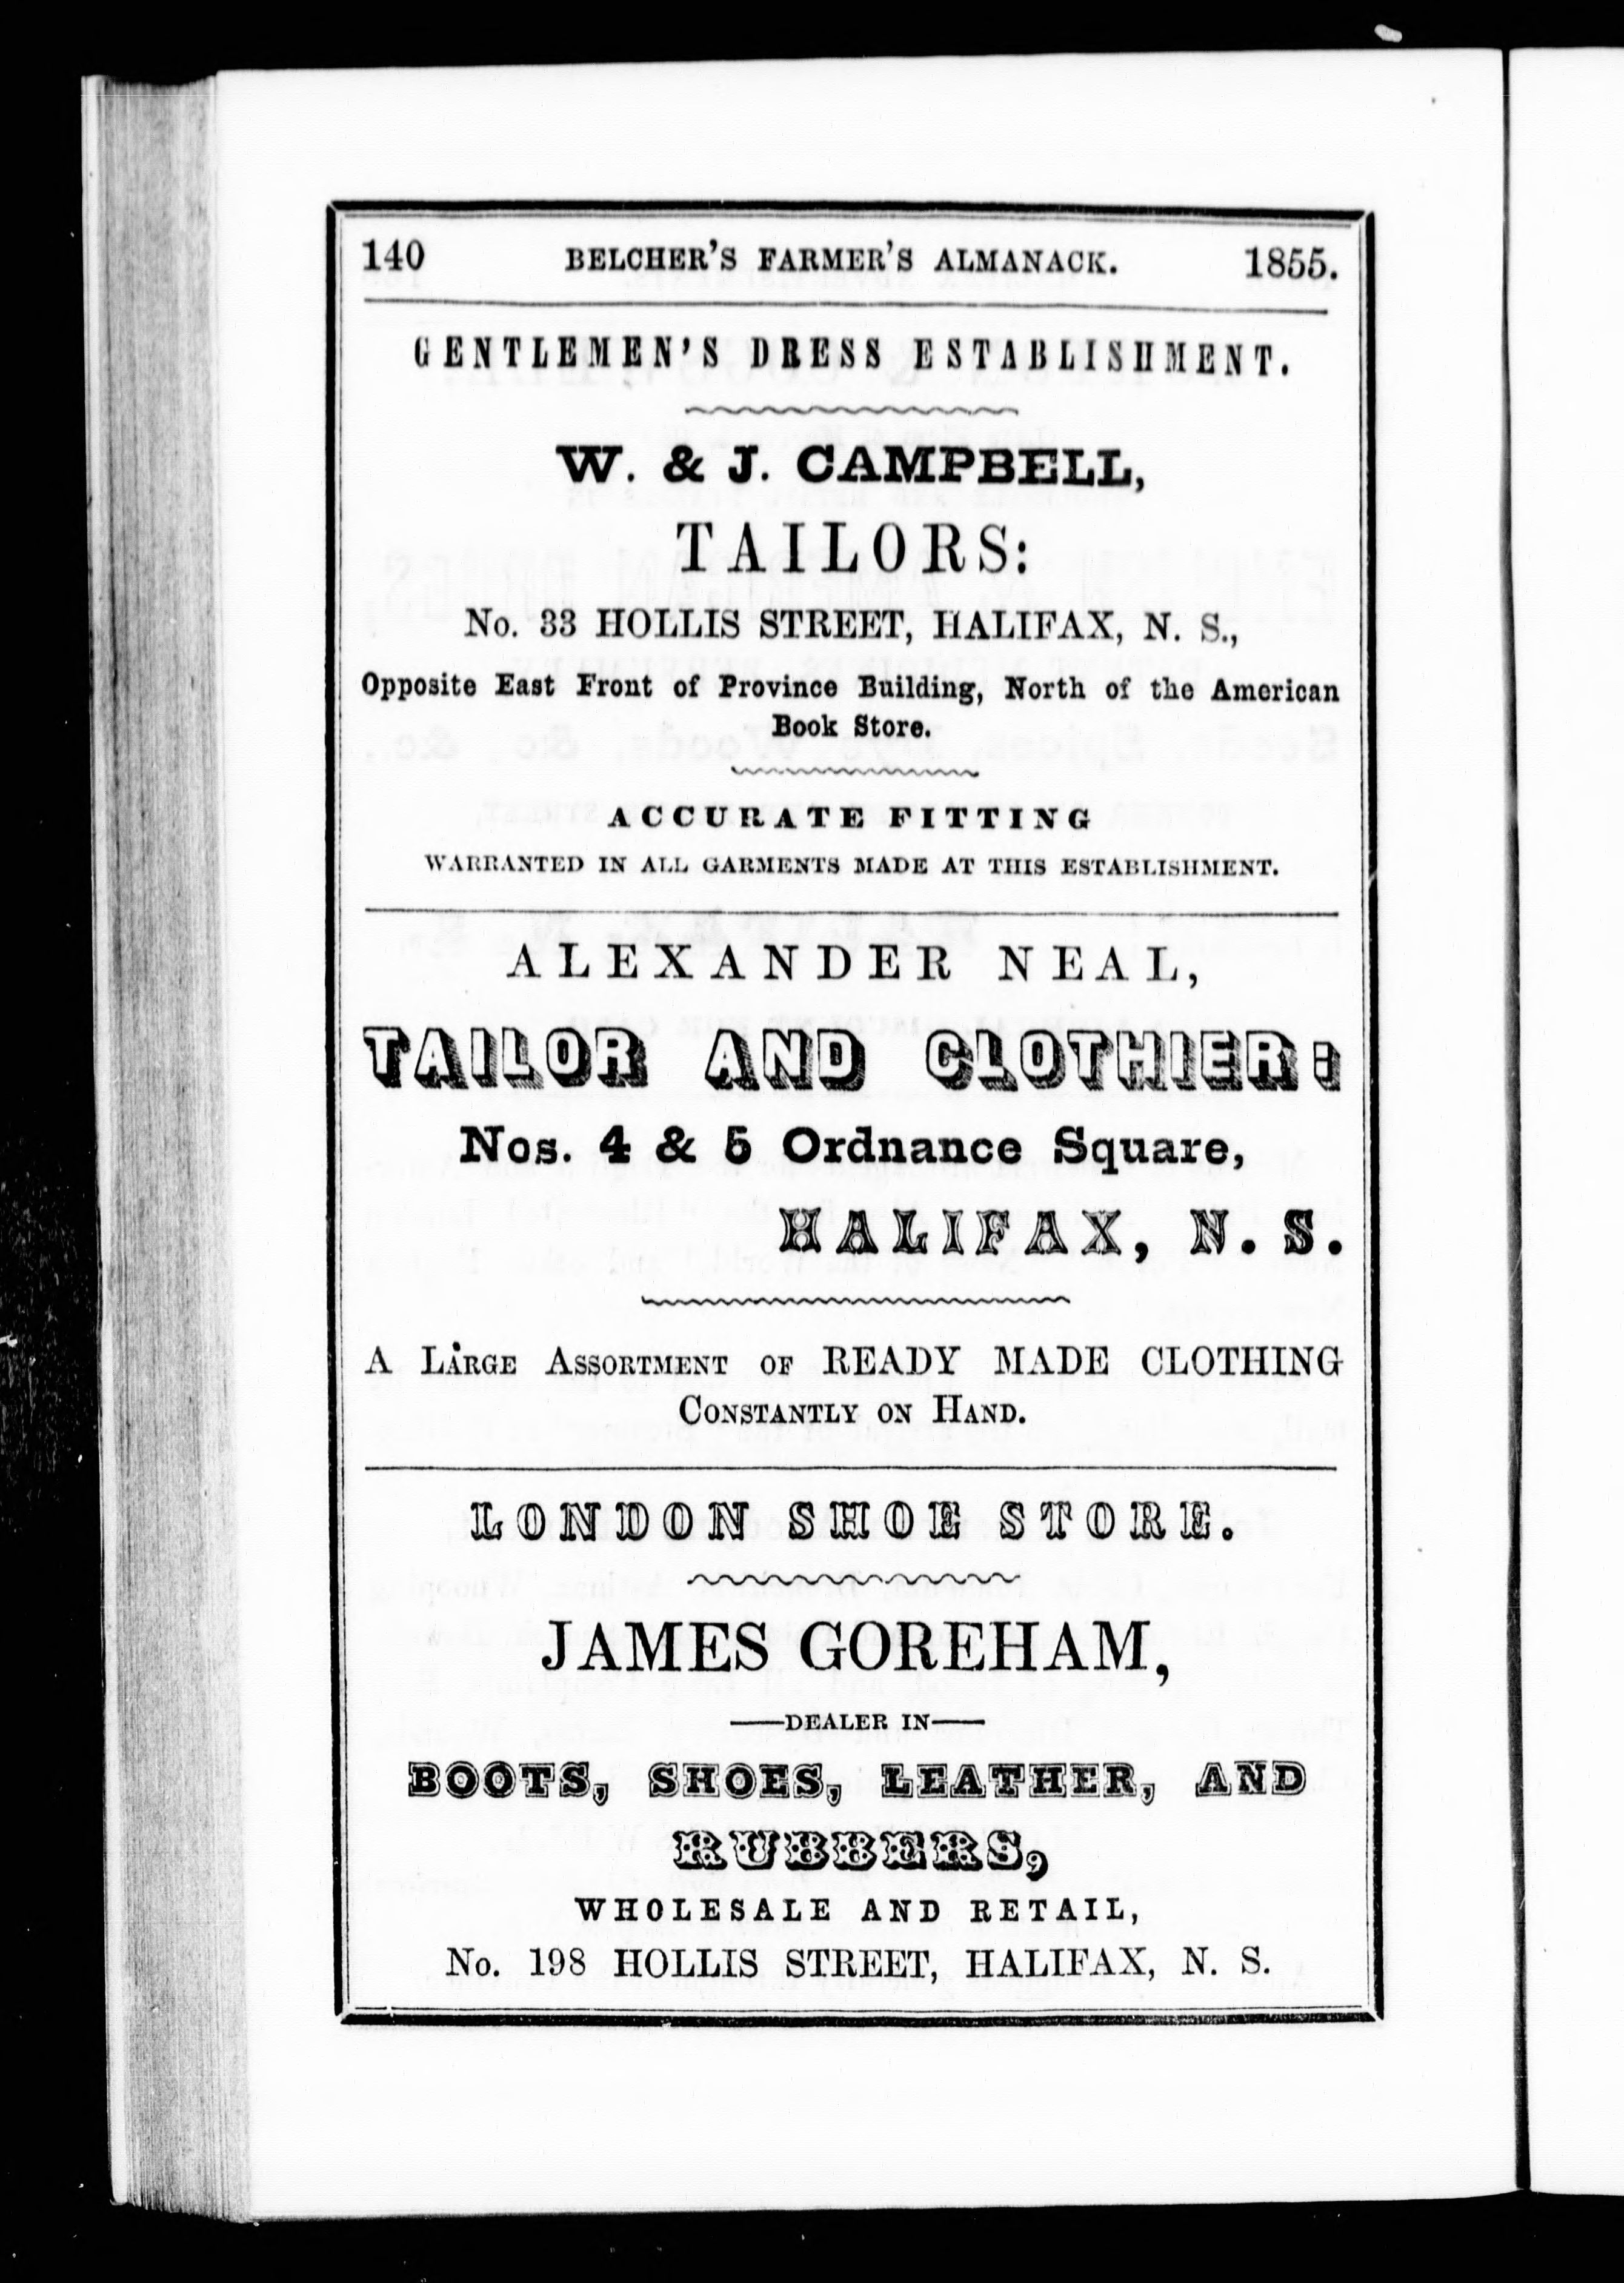 140 BELCHER'S FARMER'S ALMANACK. 1855.
GENTLEMEN'S DRESS ESTABLISHMENT.
W. & J. CAMPBELL,
TAILORS:
No. 33 HOLLIS STREET, HALIFAX, N. S.,
Opposite East Front of Province Building, North of the American
Book Store.
ACCURATE FITTING
WARRANTED IN ALL GARMENTS MADE AT THIS ESTABLISHMENT.
ALEXANDER NEAL,
TAILOR AND CLOTHIER:
Nos. 4 & 5 Ordnance Square,
HALIFAX, N. S.
A LARGE ASSORTMENT OF READY MADE CLOTHING
CONSTANTLY ON HAND.
LONDON SHOE STORE.
JAMES GOREHAM,
——DEALER IN——
BOOTS, SHOES, LEATHER, AND
RUBBERS,
WHOLESALE AND RETAIL,
No. 198 HOLLIS STREET, HALIFAX, N. S.